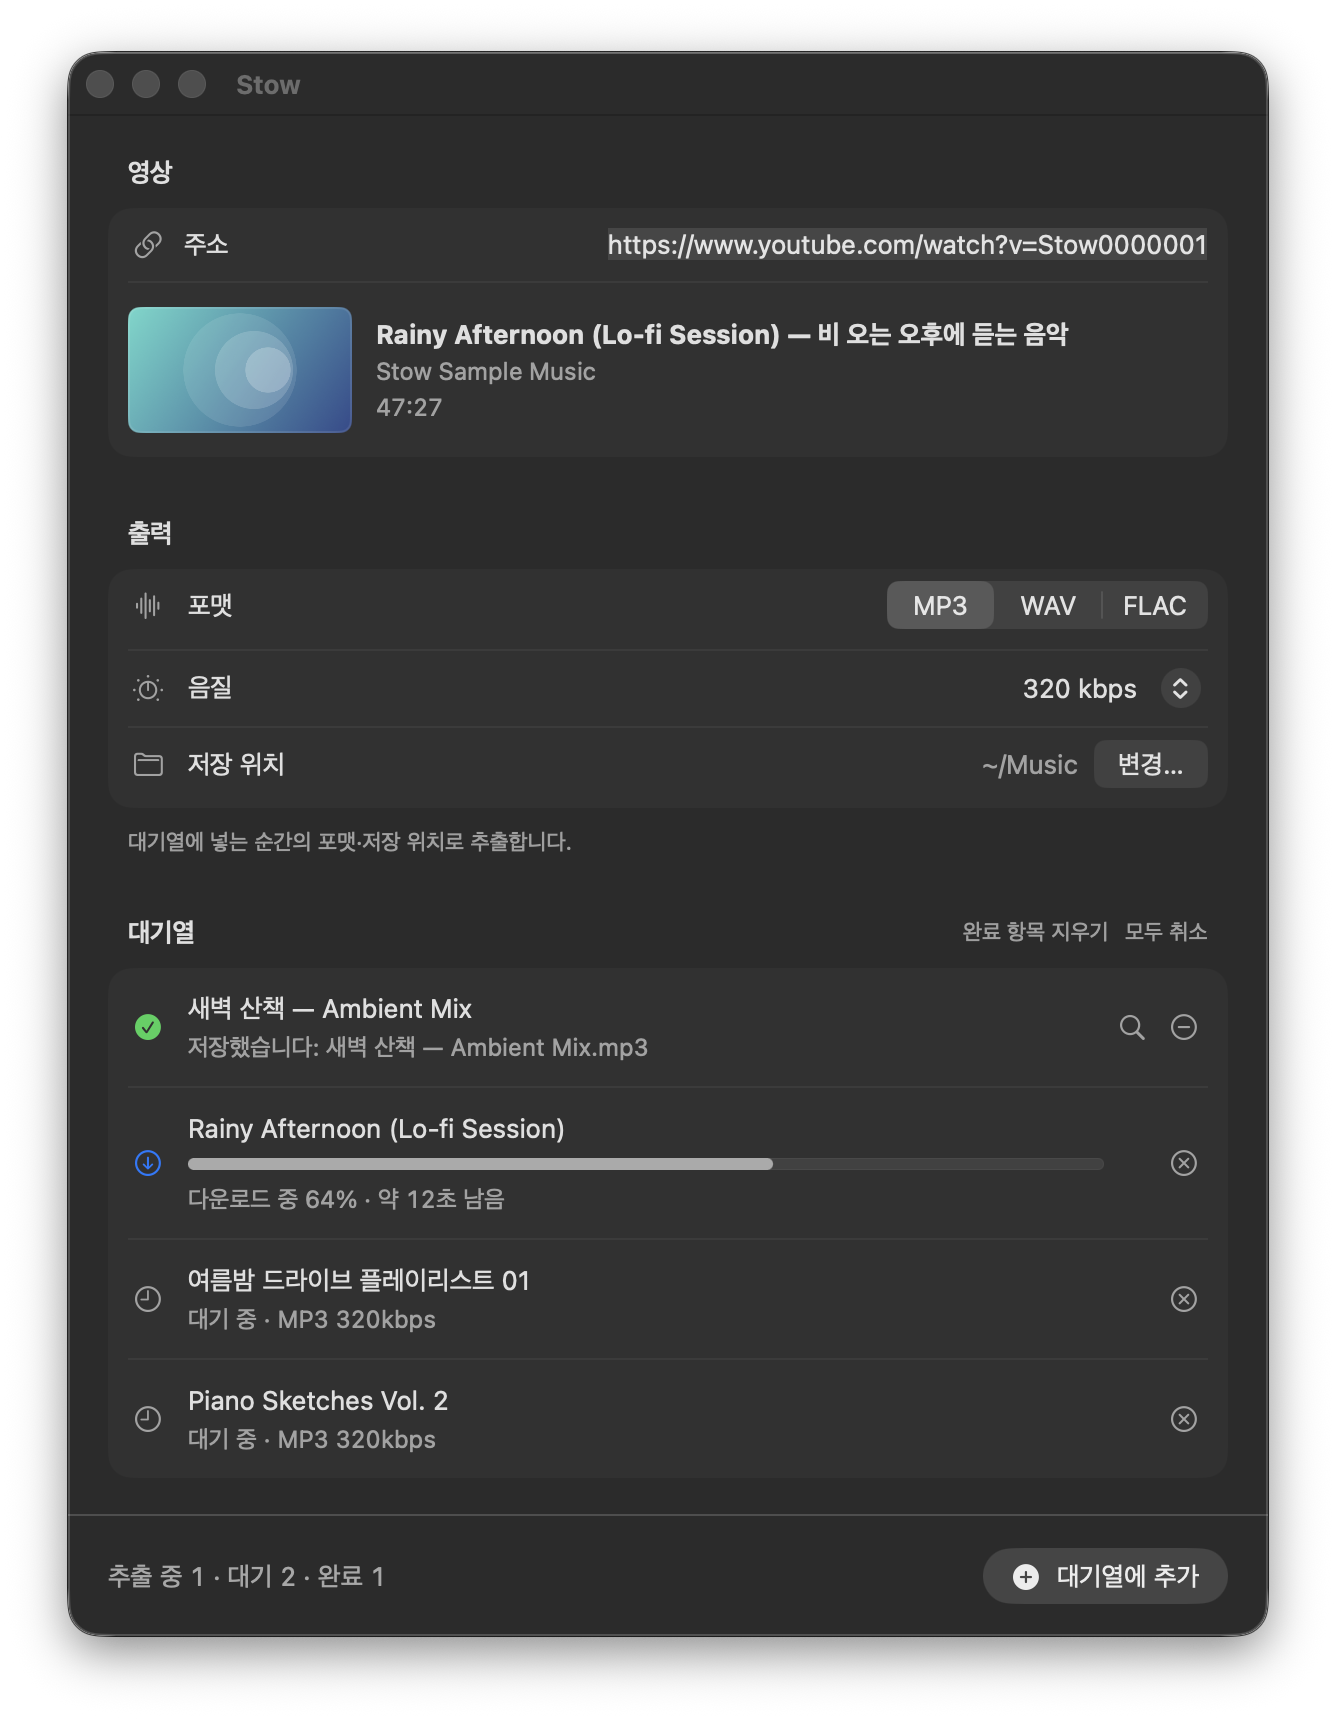 Stow
영상
주소 https://www.youtube.com/watch?v=Stow0000001
Rainy Afternoon (Lo-fi Session) — 비 오는 오후에 듣는 음악
Stow Sample Music
47:27
출력
포맷 MP3 WAV FLAC
음질 320 kbps
저장 위치 ~/Music 변경...
대기열에 넣는 순간의 포맷·저장 위치로 추출합니다.
대기열 완료 항목 지우기 모두 취소
새벽 산책 — Ambient Mix
저장했습니다: 새벽 산책 — Ambient Mix.mp3
Rainy Afternoon (Lo-fi Session)
다운로드 중 64% · 약 12초 남음
여름밤 드라이브 플레이리스트 01
대기 중 · MP3 320kbps
Piano Sketches Vol. 2
대기 중 · MP3 320kbps
추출 중 1 · 대기 2 · 완료 1 대기열에 추가